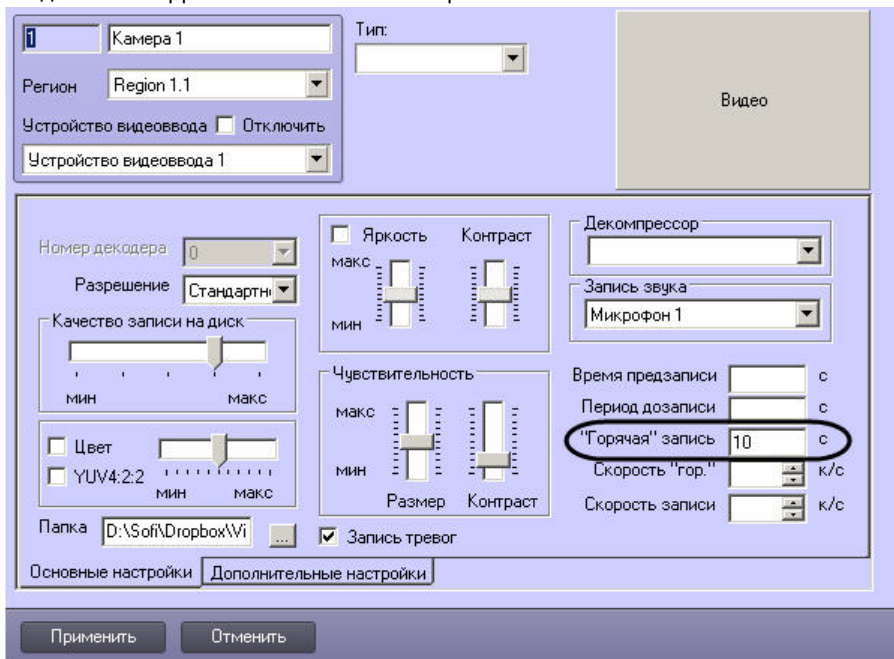 1 Камера 1
Тип:
Регион Region 1.1
Устройство видеоввода Отключить
Устройство видеоввода 1
Видео
Номер декодера 0
Разрешение
Качество записи на диск
мин макс
Цвет
YUV4:2:2
мин макс
Папка D:\Sofi\Dropbox\Vi ...
Яркость Контраст
макс
мин
Чувствительность
макс
мин
Размер Контраст
Запись тревог
Декомпрессор
Запись звука
Микрофон 1
Время предзаписи с
Период дозаписи с
"Горячая" запись 10 с
Скорость "гор." к/с
Скорость записи к/с
Основные настройки Дополнительные настройки
Применить Отменить